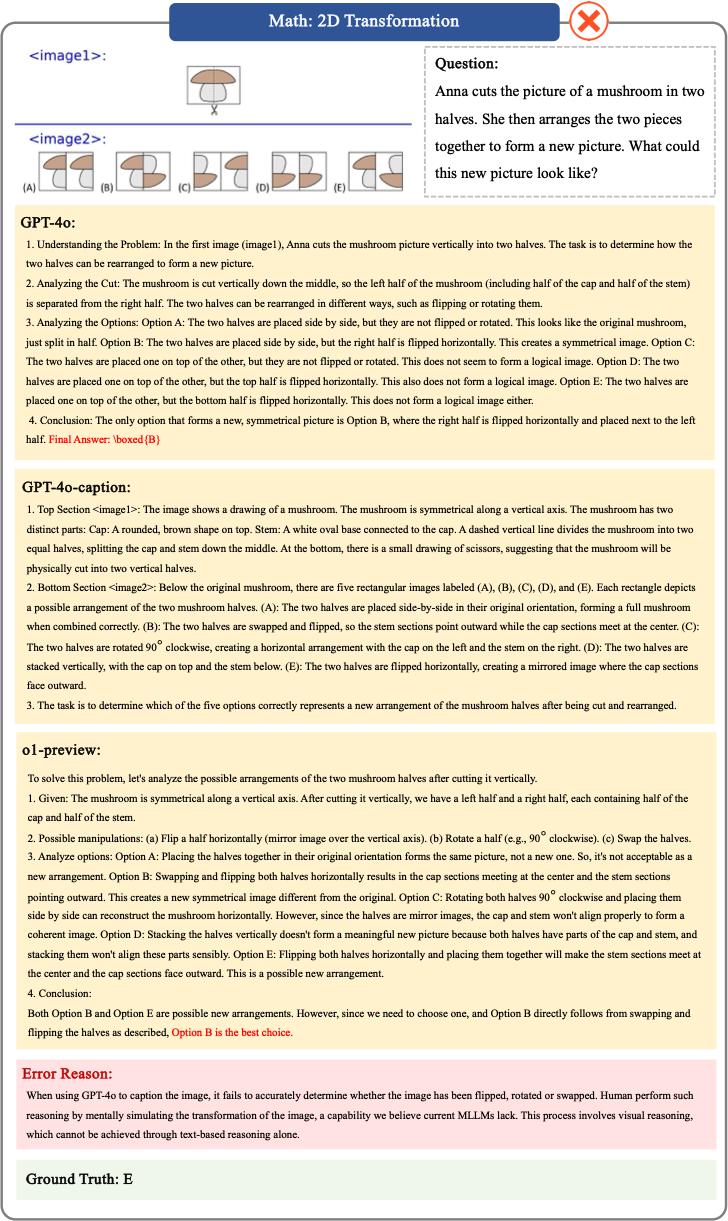 Math: 2D Transformation
<image1>:
Question:
Anna cuts the picture of a mushroom in two
halves. She then arranges the two pieces
together to form a new picture. What could
this new picture look like?
<image2>:
(A) (B) (C) (D) (E)
GPT-4o:
1. Understanding the Problem: In the first image (image1), Anna cuts the mushroom picture vertically into two halves. The task is to determine how the
two halves can be rearranged to form a new picture.
2. Analyzing the Cut: The mushroom is cut vertically down the middle, so the left half of the mushroom (including half of the cap and half of the stem)
is separated from the right half. The two halves can be rearranged in different ways, such as flipping or rotating them.
3. Analyzing the Options: Option A: The two halves are placed side by side, but they are not flipped or rotated. This looks like the original mushroom,
just split in half. Option B: The two halves are placed side by side, but the right half is flipped horizontally. This creates a symmetrical image. Option C:
The two halves are placed one on top of the other, but they are not flipped or rotated. This does not seem to form a logical image. Option D: The two
halves are placed one on top of the other, but the top half is flipped horizontally. This also does not form a logical image. Option E: The two halves are
placed one on top of the other, but the bottom half is flipped horizontally. This does not form a logical image either.
4. Conclusion: The only option that forms a new, symmetrical picture is Option B, where the right half is flipped horizontally and placed next to the left
half. Final Answer: \boxed{B}
GPT-4o-caption:
1. Top Section <image1>: The image shows a drawing of a mushroom. The mushroom is symmetrical along a vertical axis. The mushroom has two
distinct parts: Cap: A rounded, brown shape on top. Stem: A white oval base connected to the cap. A dashed vertical line divides the mushroom into two
equal halves, splitting the cap and stem down the middle. At the bottom, there is a small drawing of scissors, suggesting that the mushroom will be
physically cut into two vertical halves.
2. Bottom Section <image2>: Below the original mushroom, there are five rectangular images labeled (A), (B), (C), (D), and (E). Each rectangle depicts
a possible arrangement of the two mushroom halves. (A): The two halves are placed side-by-side in their original orientation, forming a full mushroom
when combined correctly. (B): The two halves are swapped and flipped, so the stem sections point outward while the cap sections meet at the center. (C):
The two halves are rotated 90° clockwise, creating a horizontal arrangement with the cap on the left and the stem on the right. (D): The two halves are
stacked vertically, with the cap on top and the stem below. (E): The two halves are flipped horizontally, creating a mirrored image where the cap sections
face outward.
3. The task is to determine which of the five options correctly represents a new arrangement of the mushroom halves after being cut and rearranged.
o1-preview:
To solve this problem, let's analyze the possible arrangements of the two mushroom halves after cutting it vertically.
1. Given: The mushroom is symmetrical along a vertical axis. After cutting it vertically, we have a left half and a right half, each containing half of the
cap and half of the stem.
2. Possible manipulations: (a) Flip a half horizontally (mirror image over the vertical axis). (b) Rotate a half (e.g., 90° clockwise). (c) Swap the halves.
3. Analyze options: Option A: Placing the halves together in their original orientation forms the same picture, not a new one. So, it's not acceptable as a
new arrangement. Option B: Swapping and flipping both halves horizontally results in the cap sections meeting at the center and the stem sections
pointing outward. This creates a new symmetrical image different from the original. Option C: Rotating both halves 90° clockwise and placing them
side by side can reconstruct the mushroom horizontally. However, since the halves are mirror images, the cap and stem won't align properly to form a
coherent image. Option D: Stacking the halves vertically doesn't form a meaningful new picture because both halves have parts of the cap and stem, and
stacking them won't align these parts sensibly. Option E: Flipping both halves horizontally and placing them together will make the stem sections meet at
the center and the cap sections face outward. This is a possible new arrangement.
4. Conclusion:
Both Option B and Option E are possible new arrangements. However, since we need to choose one, and Option B directly follows from swapping and
flipping the halves as described, Option B is the best choice.
Error Reason:
When using GPT-4o to caption the image, it fails to accurately determine whether the image has been flipped, rotated or swapped. Human perform such
reasoning by mentally simulating the transformation of the image, a capability we believe current MLLMs lack. This process involves visual reasoning,
which cannot be achieved through text-based reasoning alone.
Ground Truth: E